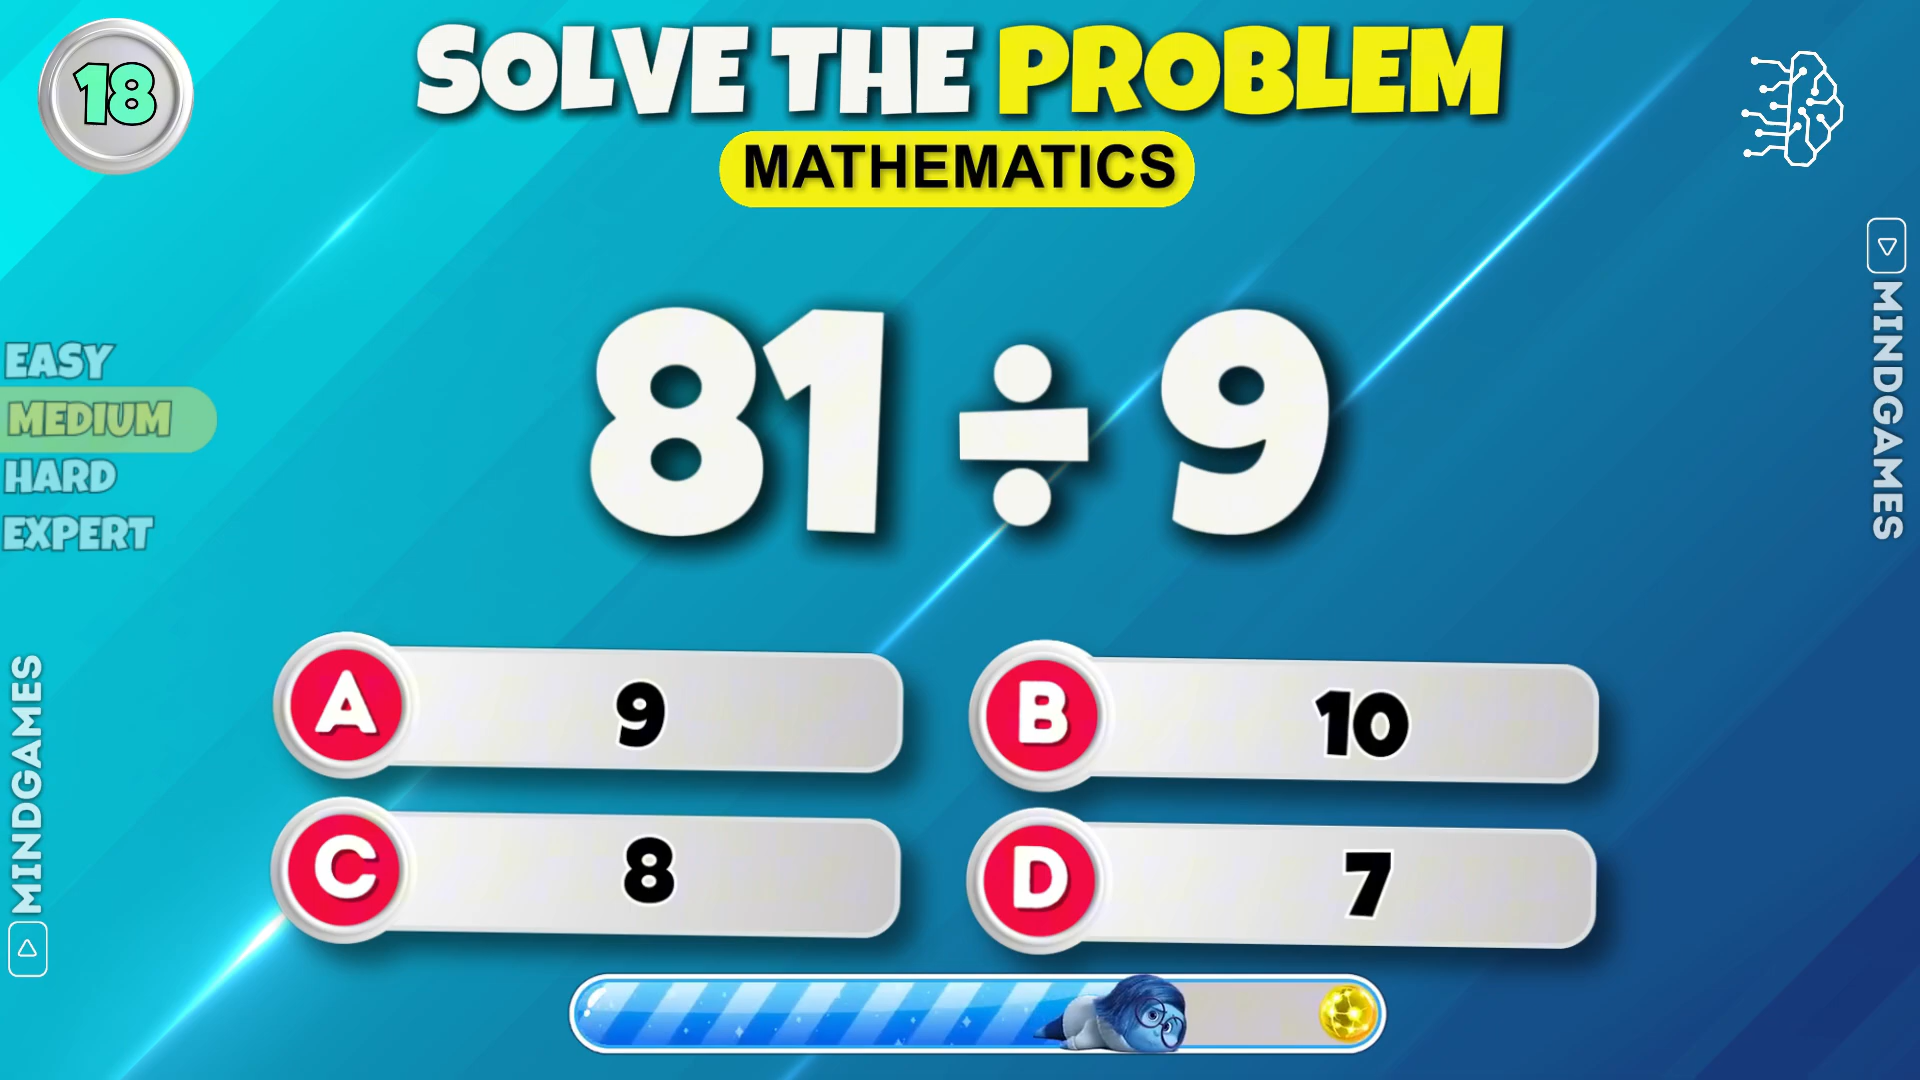 18
SOLVE THE PROBLEM
MATHEMATICS
EASY
MEDIUM
HARD
EXPERT
81 ÷ 9
A 9
B 10
C 8
D 7
MINDGAMES
MINDGAMES